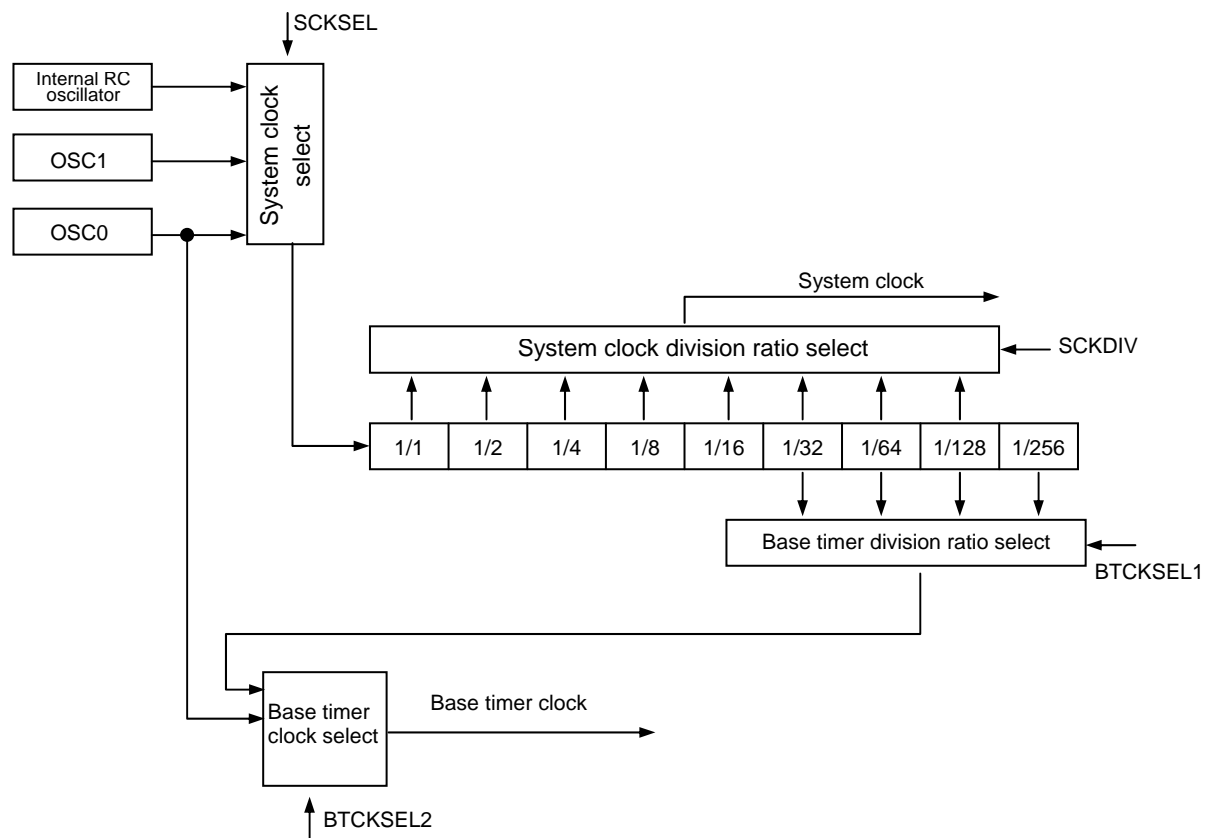 SCKSEL
Internal RC
oscillator
OSC1
OSC0
System clock
select
System clock
System clock division ratio select
SCKDIV
1/1 1/2 1/4 1/8 1/16 1/32 1/64 1/128 1/256
Base timer division ratio select
BTCKSEL1
Base timer
clock select
Base timer clock
BTCKSEL2